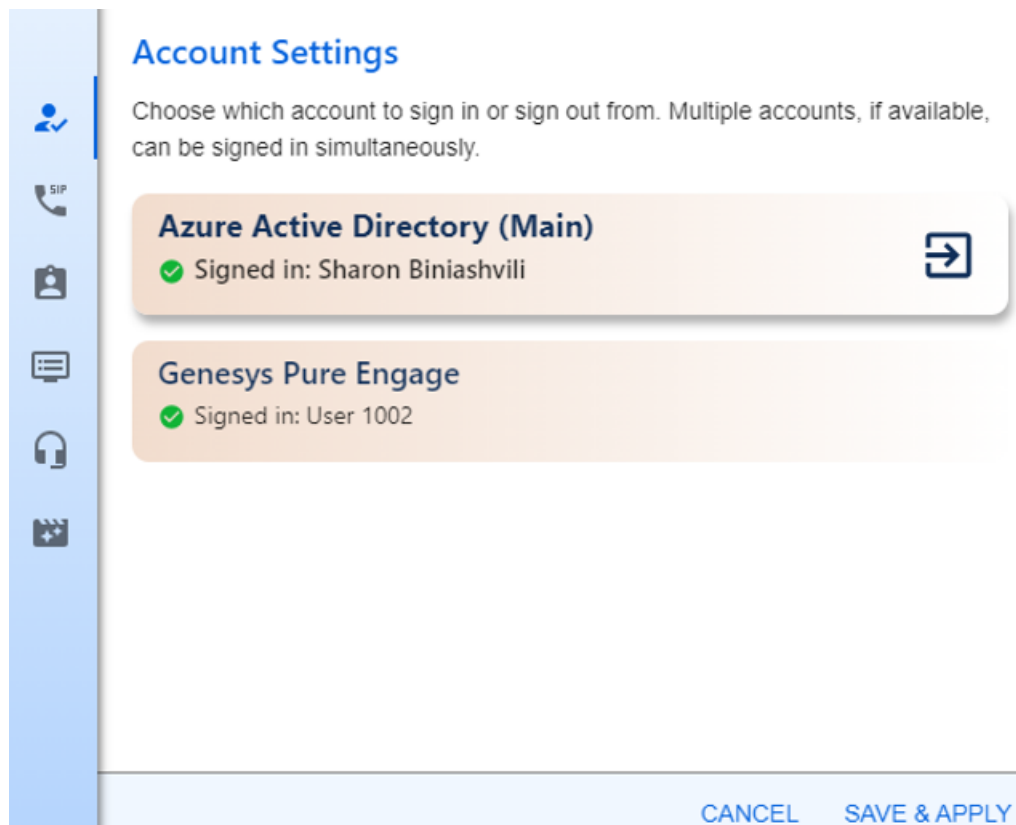 Account Settings
Choose which account to sign in or sign out from. Multiple accounts, if available,
can be signed in simultaneously.
SIP
Azure Active Directory (Main)
Signed in: Sharon Biniashvili
Genesys Pure Engage
Signed in: User 1002
CANCEL SAVE & APPLY